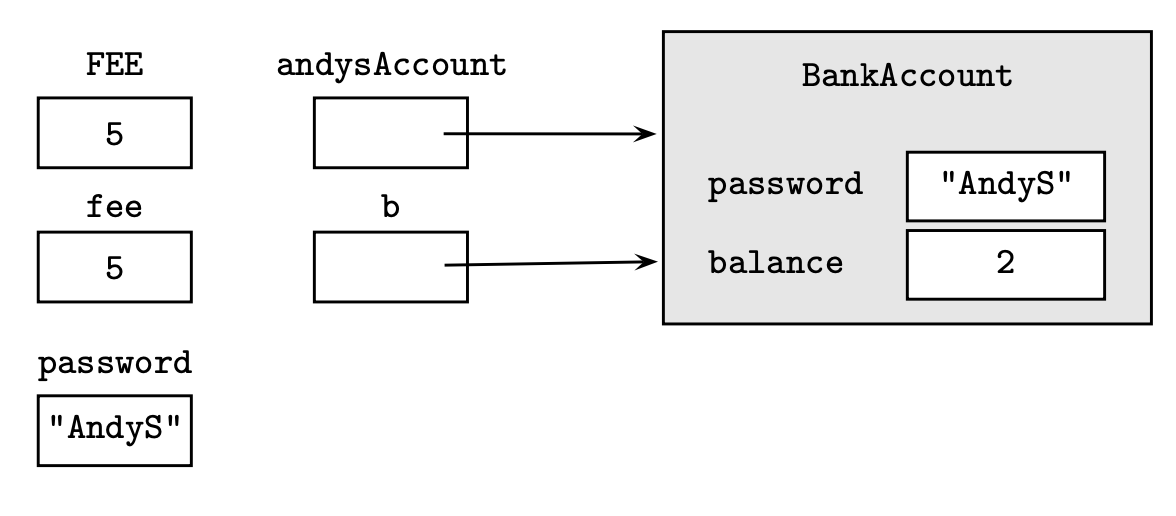 FEE
5
fee
5
password
"AndyS"
andysAccount
b
BankAccount
password "AndyS"
balance 2